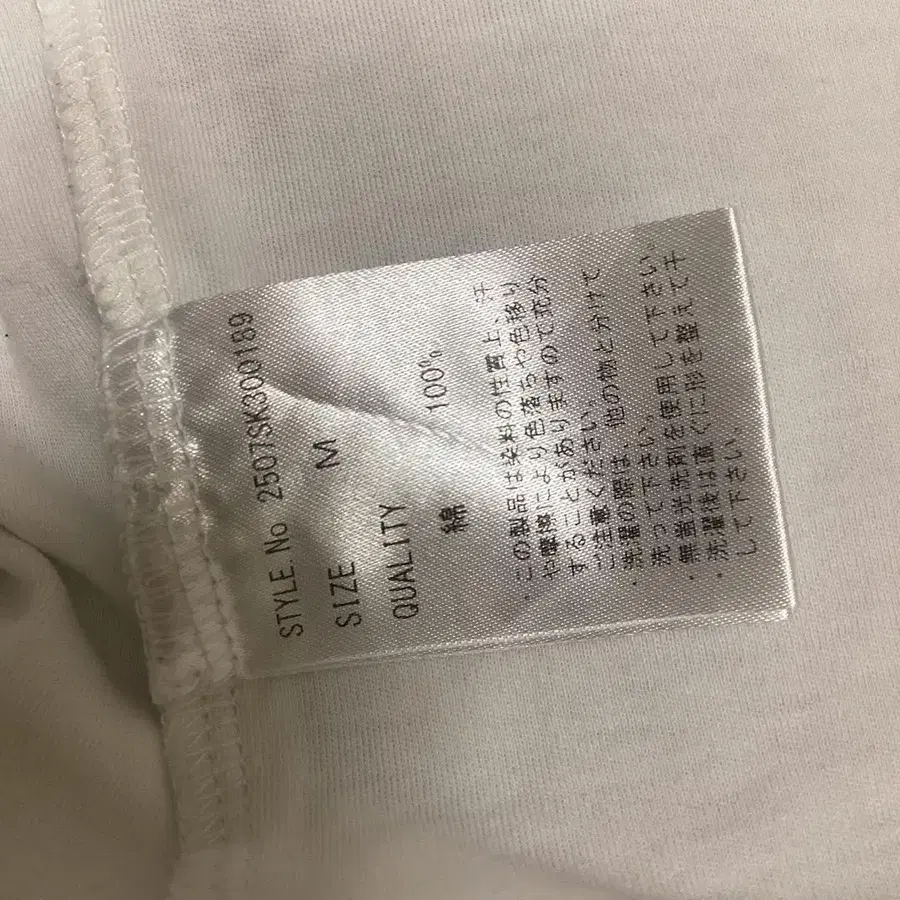 STYLE.No 2507SK300189
SIZE M
QUALITY
綿 100%
・この製品は染料の性質上、汗
や摩擦により色落ちや色移り
することがありますので充分
ご注意ください。
・洗濯の際は、他の物と分けて
洗って下さい。
・無蛍光洗剤を使用して下さい。
・洗濯後は直ぐに形を整えて干
して下さい。